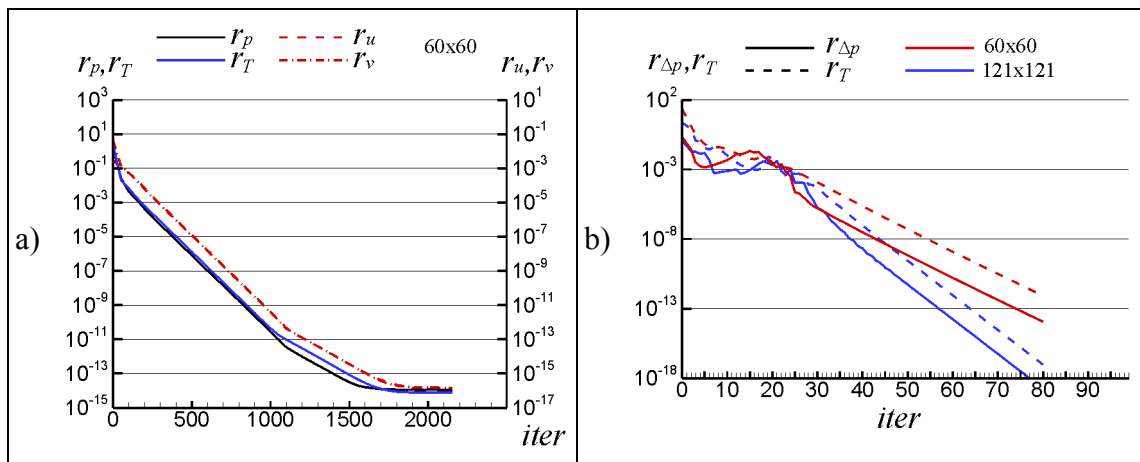 a)
r_p r_u 60x60
r_T r_v
r_p,r_T r_u,r_v
10^3 10^1
10^1 10^-1
10^-1 10^-3
10^-3 10^-5
10^-5 10^-7
10^-7 10^-9
10^-9 10^-11
10^-11 10^-13
10^-13 10^-15
10^-15 10^-17
0 500 1000 1500 2000
iter
b)
r_Δp 60x60
r_Δp,r_T r_T 121x121
10^2
10^-3
10^-8
10^-13
10^-18
0 10 20 30 40 50 60 70 80 90
iter